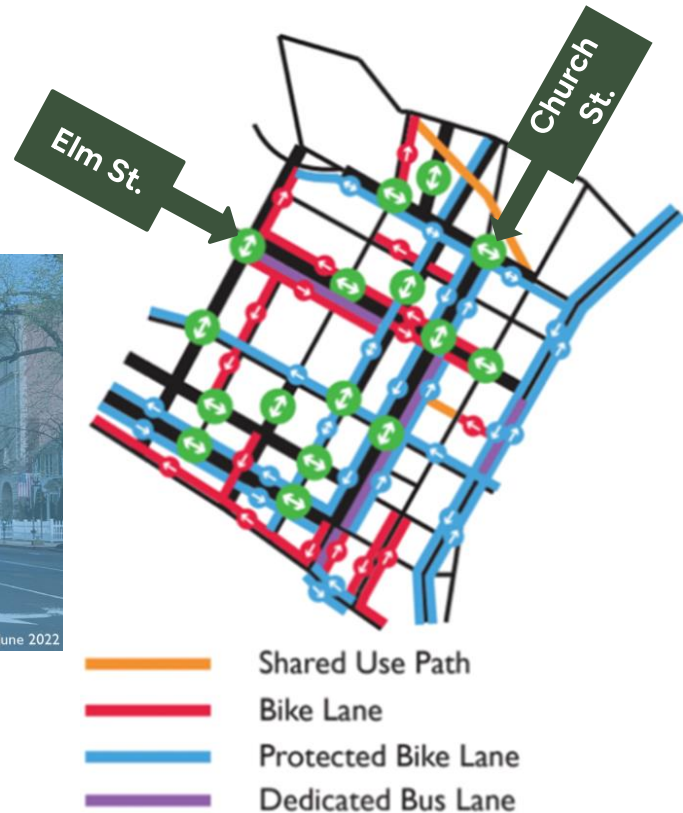 Church
St.
Elm St.
une 2022
Shared Use Path
Bike Lane
Protected Bike Lane
Dedicated Bus Lane